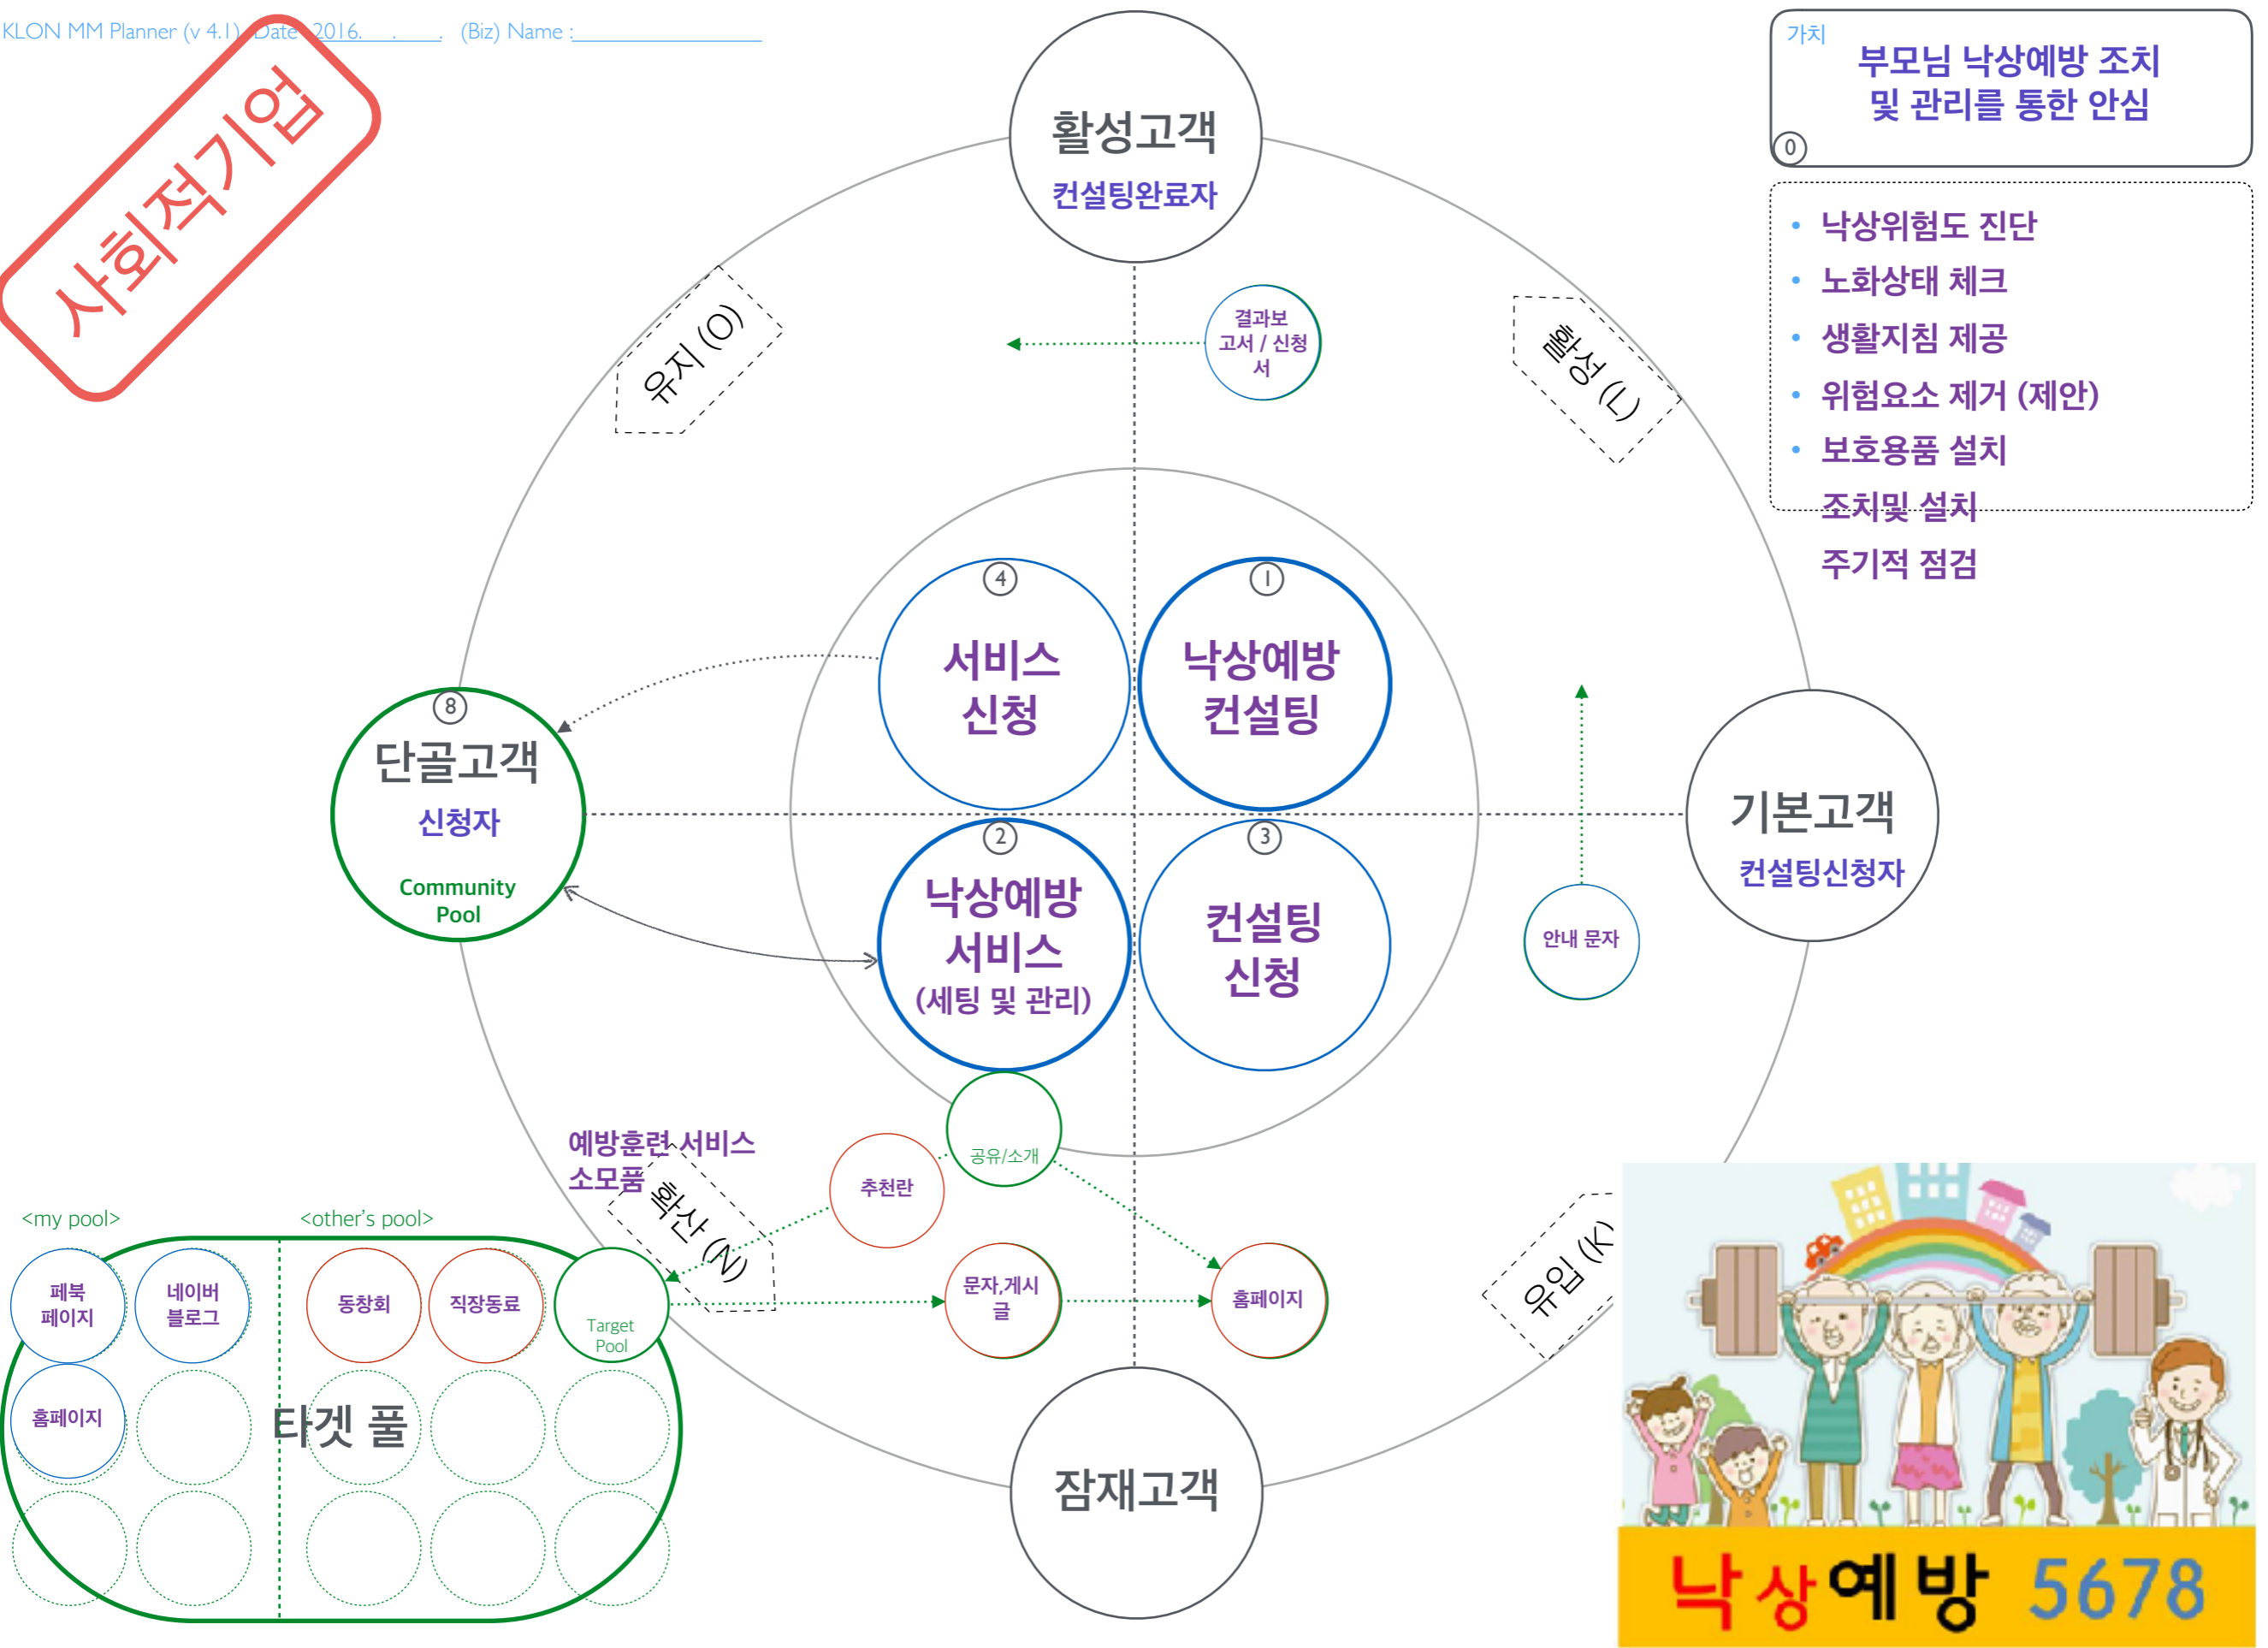 KLON MM Planner (v 4.1) Date : 2016.      .      .   (Biz) Name :
사회적기업
가치
부모님 낙상예방 조치
및 관리를 통한 안심
0
• 낙상위험도 진단
• 노화상태 체크
• 생활지침 제공
• 위험요소 제거 (제안)
• 보호용품 설치
조치및 설치
주기적 점검
활성고객
컨설팅완료자
유지 (O)
결과보
고서 / 신청
서
활성 (L)
4
서비스
신청
1
낙상예방
컨설팅
8
단골고객
신청자
Community
Pool
2
낙상예방
서비스
(세팅 및 관리)
3
컨설팅
신청
기본고객
컨설팅신청자
안내 문자
예방훈련 서비스
소모품
확산 (N)
추천란
공유/소개
유입 (K)
<my pool>
<other's pool>
페북
페이지
네이버
블로그
동창회
직장동료
Target
Pool
문자,게시
글
홈페이지
홈페이지
타겟 풀
잠재고객
낙상예방 5678